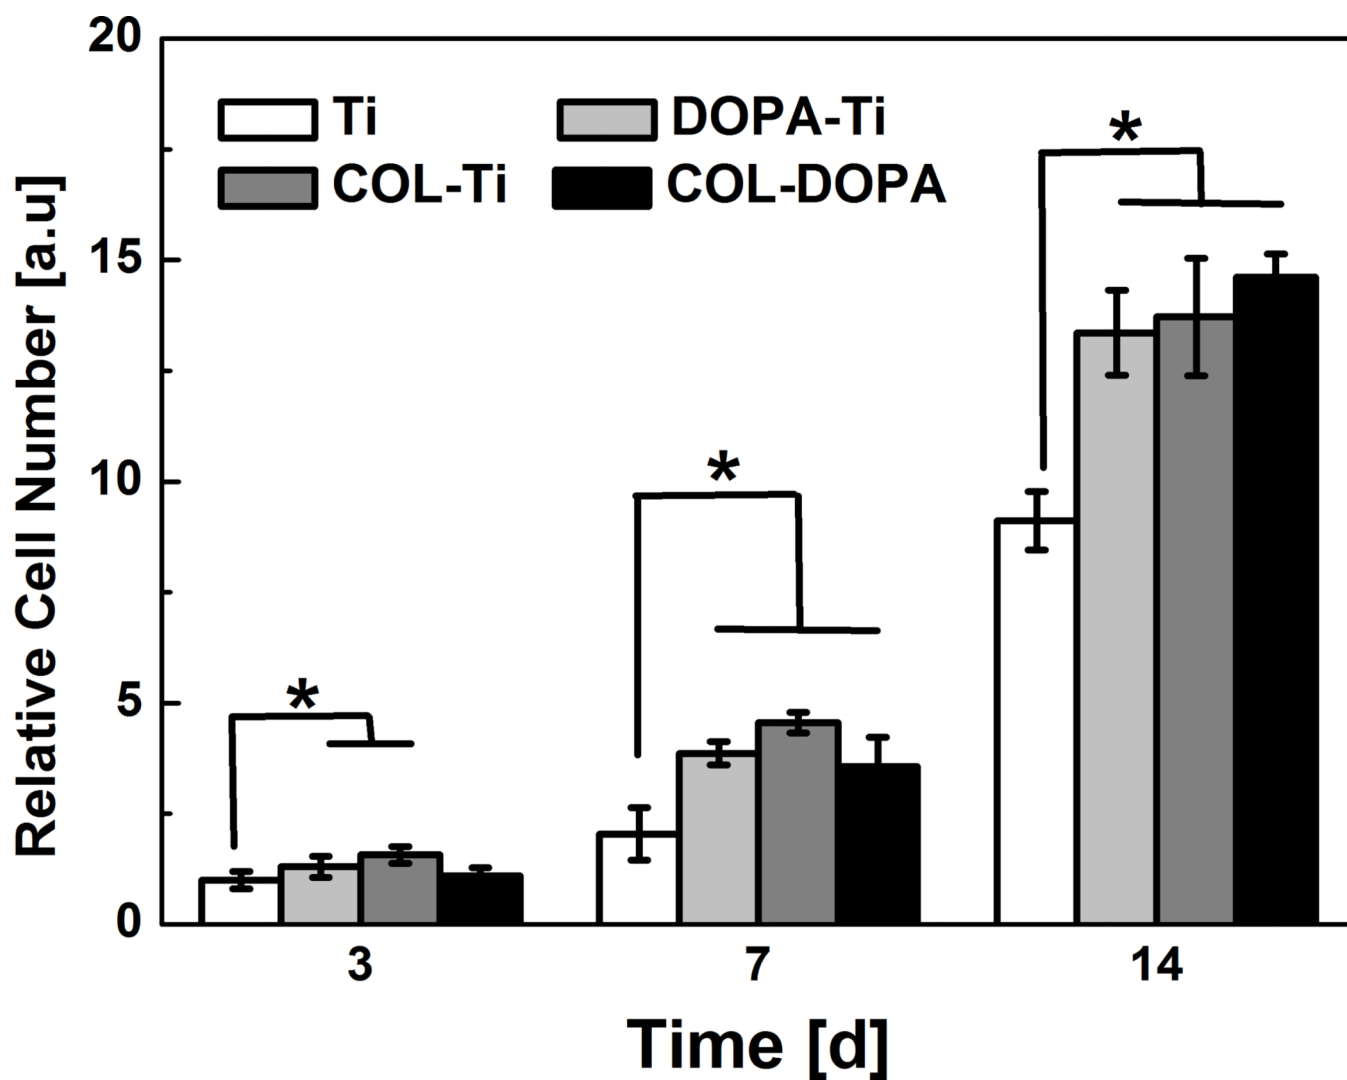 Relative Cell Number [a.u]
20
15
10
5
0
Ti
DOPA-Ti
COL-Ti
COL-DOPA
*
*
*
3
7
14
Time [d]